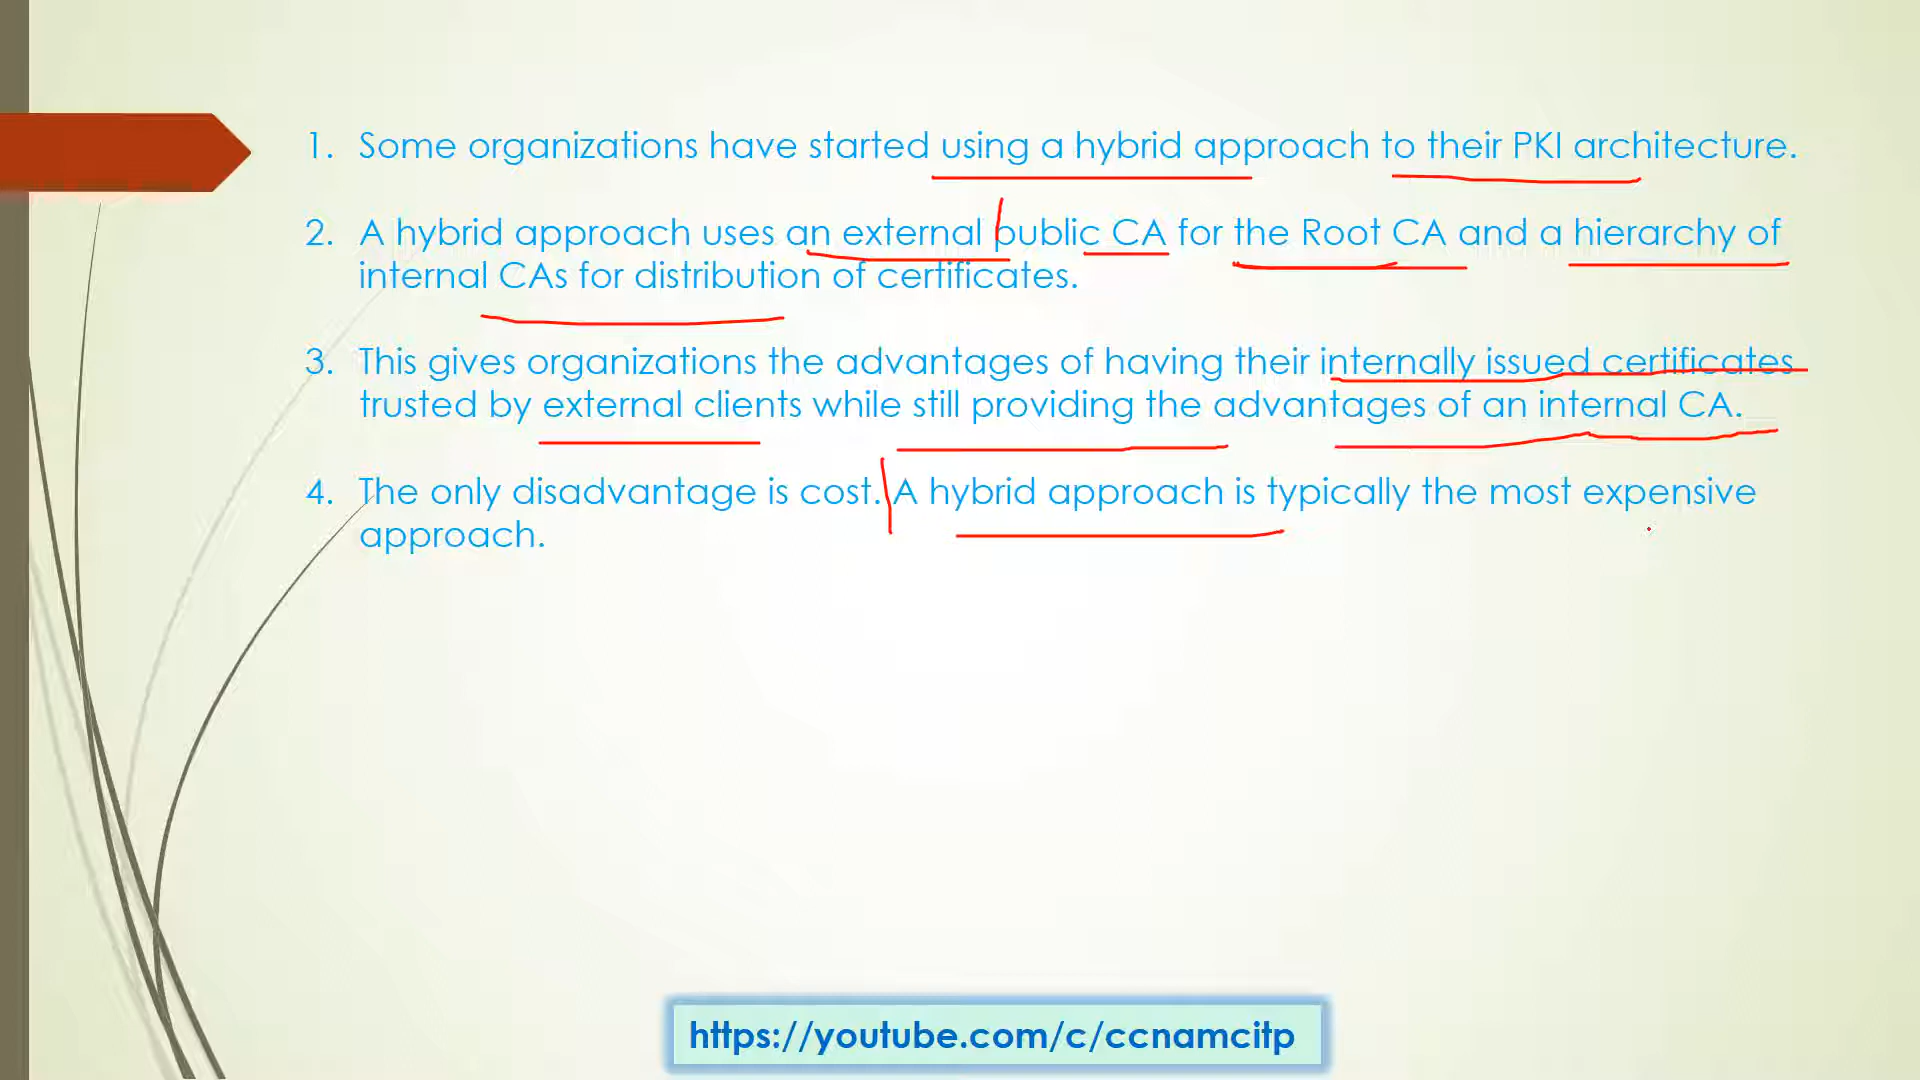 1. Some organizations have started using a hybrid approach to their PKI architecture.
2. A hybrid approach uses an external public CA for the Root CA and a hierarchy of
internal CAs for distribution of certificates.
3. This gives organizations the advantages of having their internally issued certificates
trusted by external clients while still providing the advantages of an internal CA.
4. The only disadvantage is cost. A hybrid approach is typically the most expensive
approach.
https://youtube.com/c/ccnamcitp